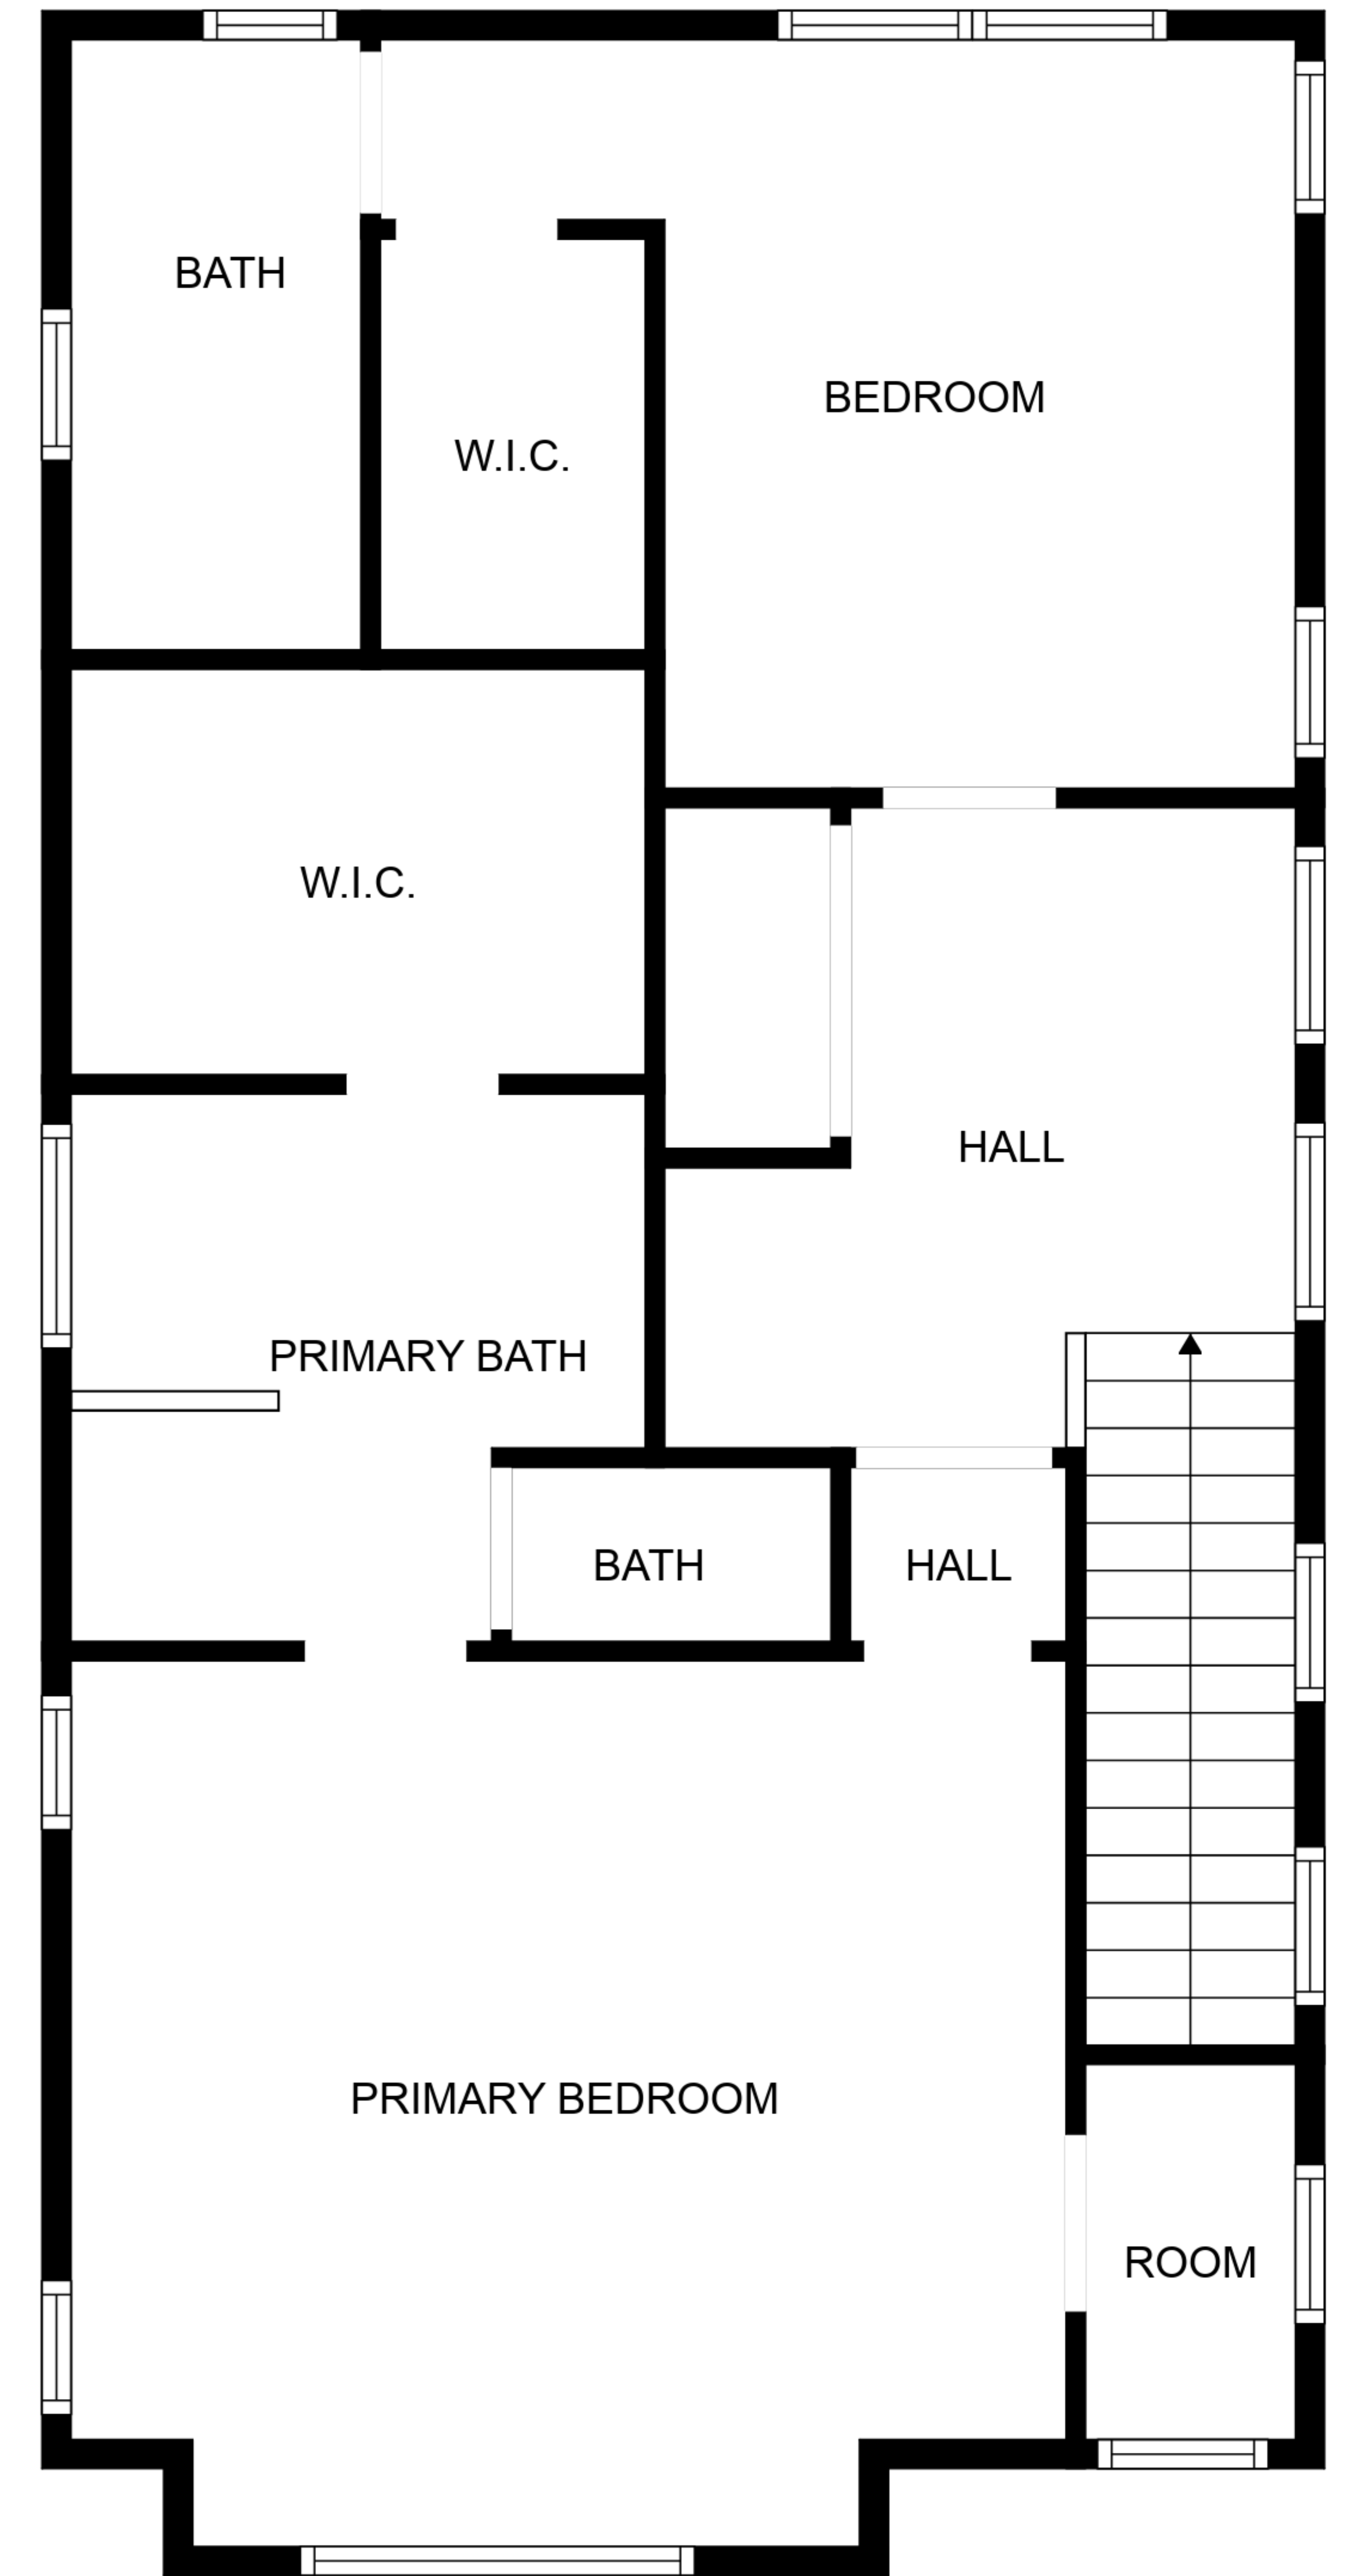 BATH
BEDROOM
W.I.C.
W.I.C.
HALL
PRIMARY BATH
BATH
HALL
PRIMARY BEDROOM
ROOM